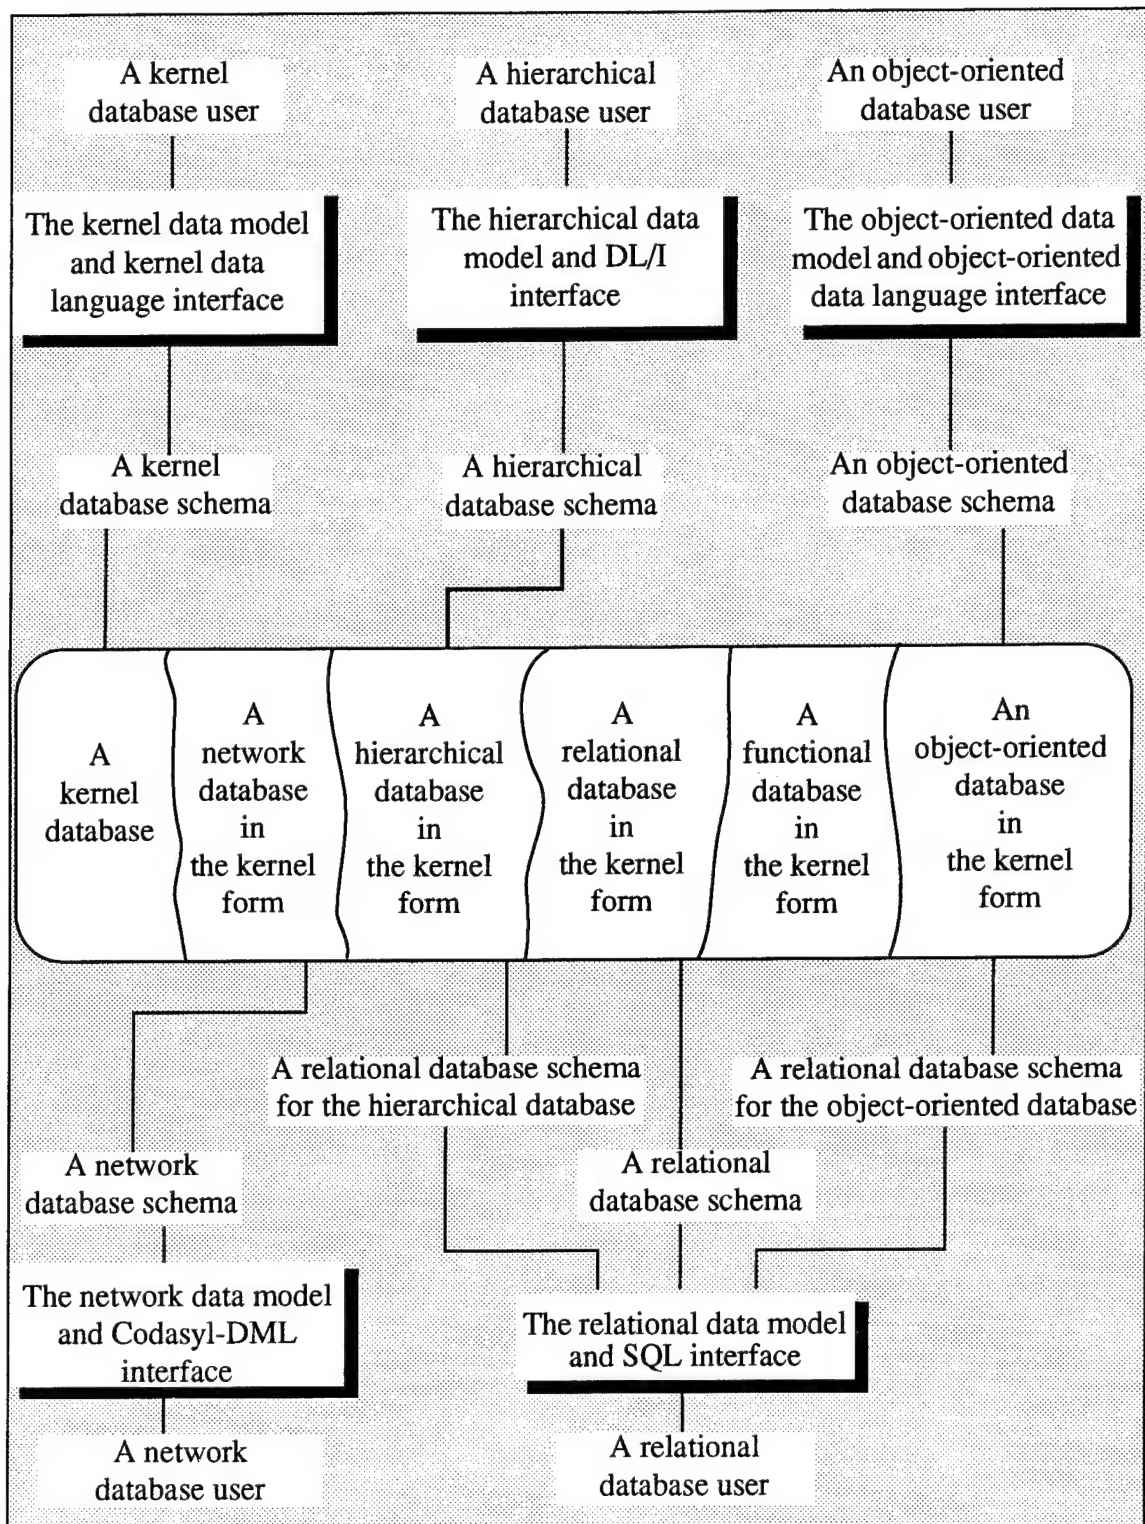 A kernel
database user
A hierarchical
database user
An object-oriented
database user
The kernel data model
and kernel data
language interface
The hierarchical data
model and DL/I
interface
The object-oriented data
model and object-oriented
data language interface
A kernel
database schema
A hierarchical
database schema
An object-oriented
database schema
A
kernel
database
A
network
database
in
the kernel
form
A
hierarchical
database
in
the kernel
form
A
relational
database
in
the kernel
form
A
functional
database
in
the kernel
form
An
object-oriented
database
in
the kernel
form
A relational database schema
for the hierarchical database
A relational database schema
for the object-oriented database
A network
database schema
A relational
database schema
The network data model
and Codasyl-DML
interface
The relational data model
and SQL interface
A network
database user
A relational
database user